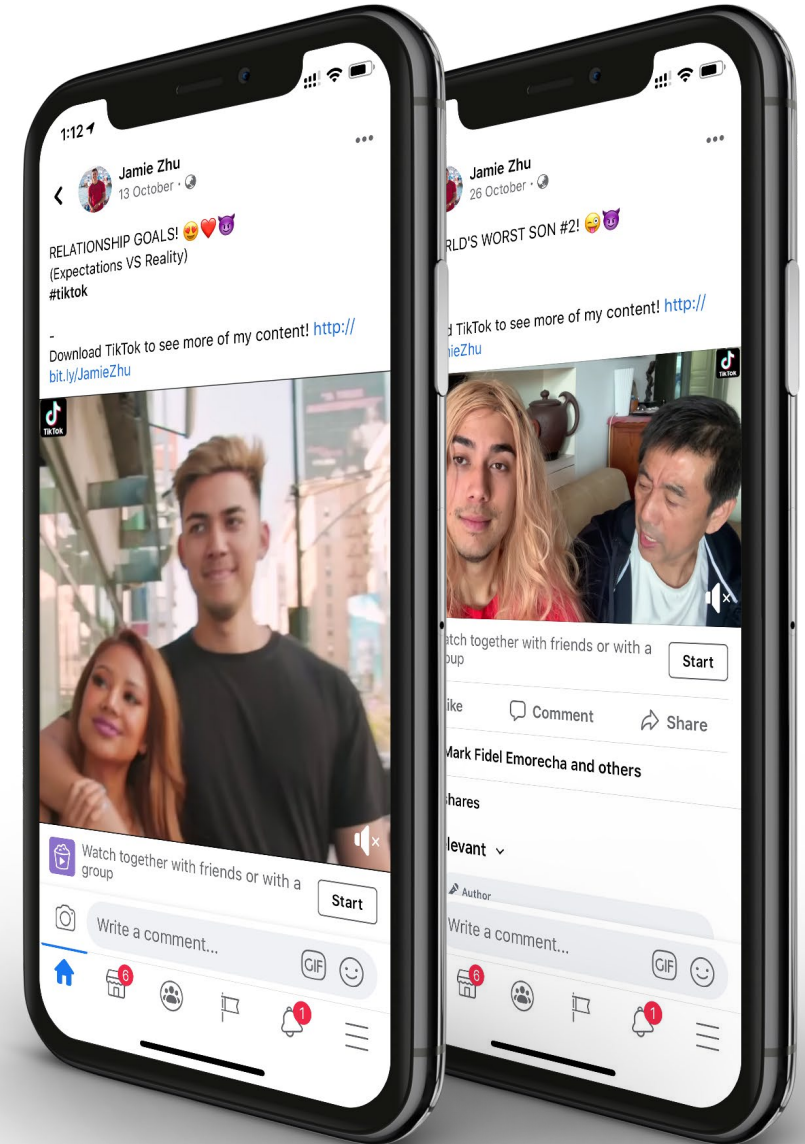 1:12
Jamie Zhu
13 October ·
RELATIONSHIP GOALS! 😍❤️😈
(Expectations VS Reality)
#tiktok
-
Download TikTok to see more of my content! http://
bit.ly/JamieZhu
TikTok
Watch together with friends or with a
group
Start
Write a comment...
GIF
6
1
Jamie Zhu
26 October ·
RLD'S WORST SON #2! 😜😈
d TikTok to see more of my content! http://
ieZhu
TikTok
atch together with friends or with a
oup
Start
ike
Comment
Share
Mark Fidel Emorecha and others
hares
levant
Author
Write a comment...
GIF
6
1